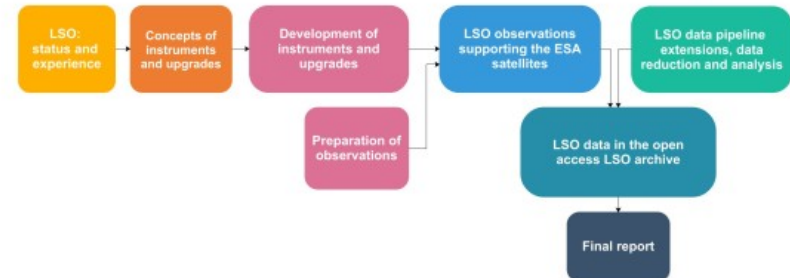 LSO:
status and
experience
Concepts of
instruments
and upgrades
Development of
instruments and
upgrades
LSO observations
supporting the ESA
satellites
LSO data pipeline
extensions, data
reduction and analysis
Preparation of
observations
LSO data in the open
access LSO archive
Final report